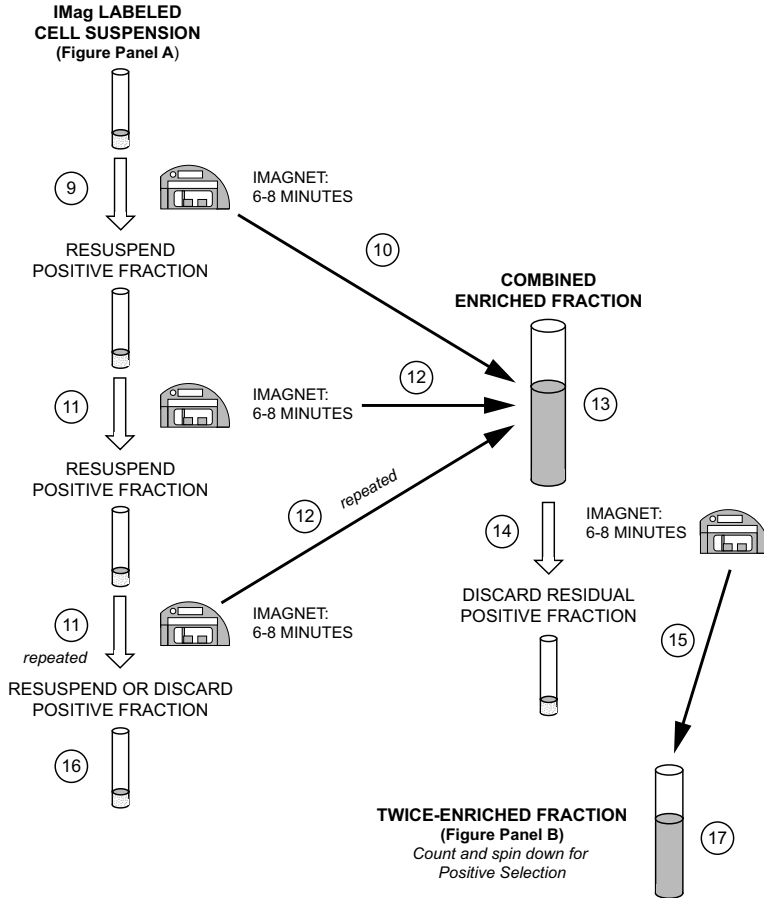 IMag LABELED
CELL SUSPENSION
(Figure Panel A)
9
IMAGNET:
6-8 MINUTES
10
RESUSPEND
POSITIVE FRACTION
COMBINED
ENRICHED FRACTION
11
IMAGNET:
6-8 MINUTES
12
13
RESUSPEND
POSITIVE FRACTION
12
repeated
14
IMAGNET:
6-8 MINUTES
11
repeated
IMAGNET:
6-8 MINUTES
DISCARD RESIDUAL
POSITIVE FRACTION
15
RESUSPEND OR DISCARD
POSITIVE FRACTION
16
TWICE-ENRICHED FRACTION
(Figure Panel B)
Count and spin down for
Positive Selection
17